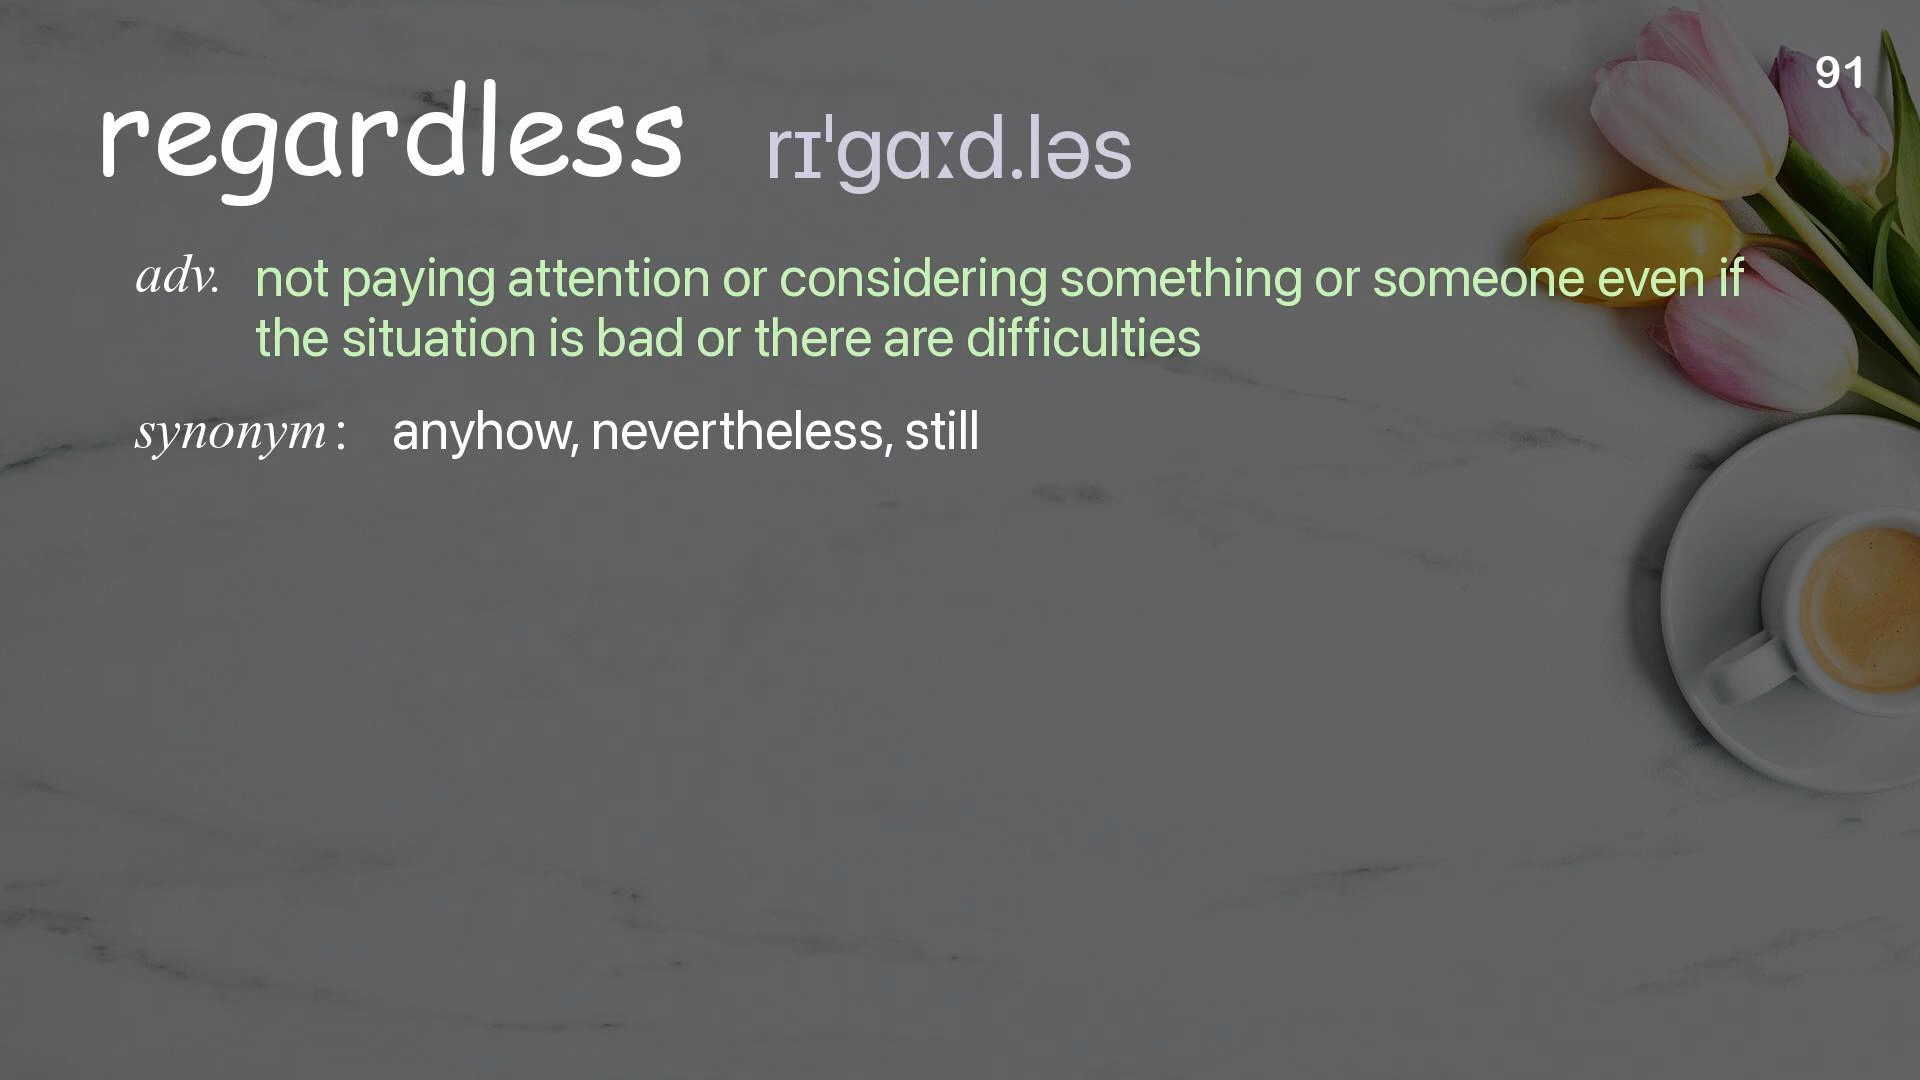 91
regardless rɪˈɡɑːd.ləs
adv. not paying attention or considering something or someone even if
the situation is bad or there are difficulties
synonym: anyhow, nevertheless, still